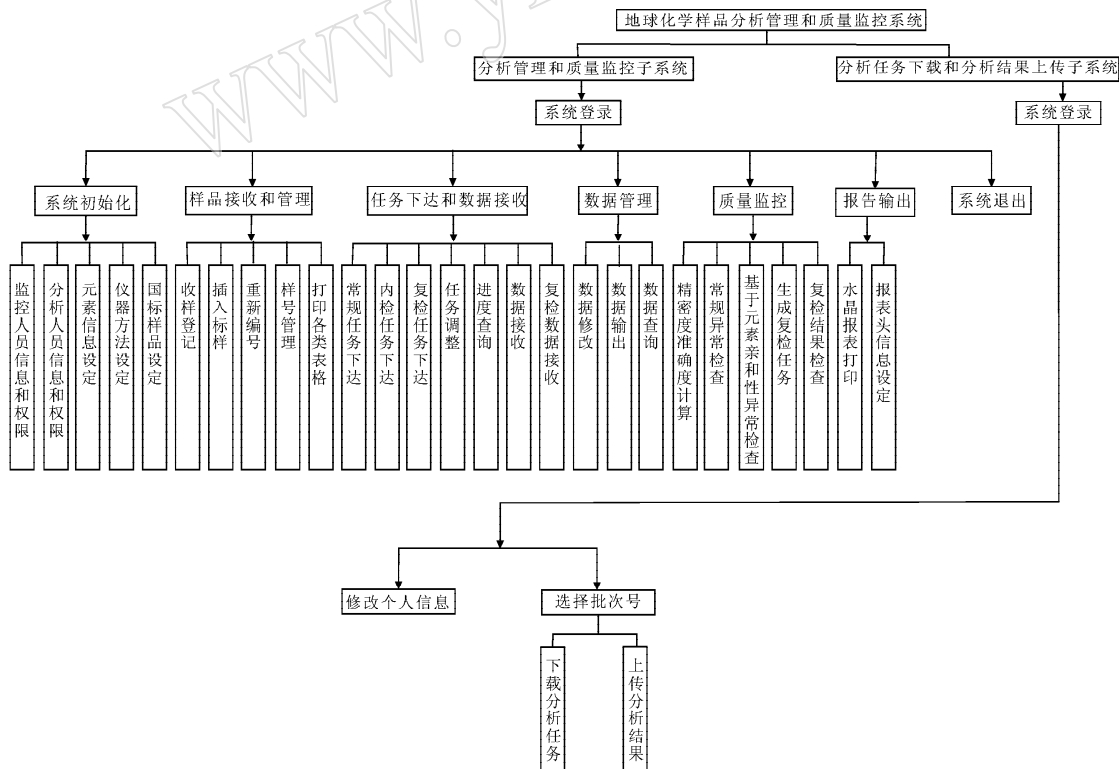 地球化学样品分析管理和质量监控系统
分析管理和质量监控子系统
分析任务下载和分析结果上传子系统
系统登录
系统登录
系统初始化
样品接收和管理
任务下达和数据接收
数据管理
质量监控
报告输出
系统退出
监控人员信息和权限
分析人员信息和权限
元素信息设定
仪器方法设定
国标样品设定
收样登记
插入标样
重新编号
样号管理
打印各类表格
常规任务下达
内检任务下达
复检任务下达
任务调整
进度查询
数据接收
复检数据接收
数据修改
数据输出
数据查询
精密度准确度计算
常规异常检查
基于元素亲和性异常检查
生成复检任务
复检结果检查
水晶报表打印
报表头信息设定
修改个人信息
选择批次号
下载分析任务
上传分析结果